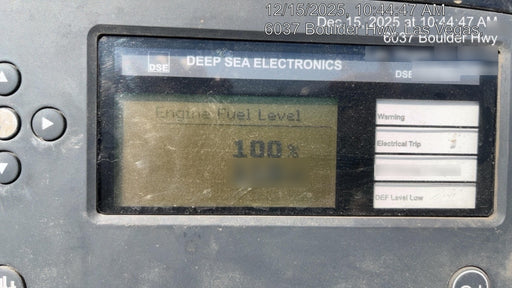 12/15/2025, 10:44:47 AM
Dec 15, 2025 at 10:44:47 AM
6037 Boulder Hwy, Las Vegas
6037 Boulder Hwy
DSE DEEP SEA ELECTRONICS
DSE
Engine Fuel Level
100%
Warning
Electrical Trip
DEF Level Low